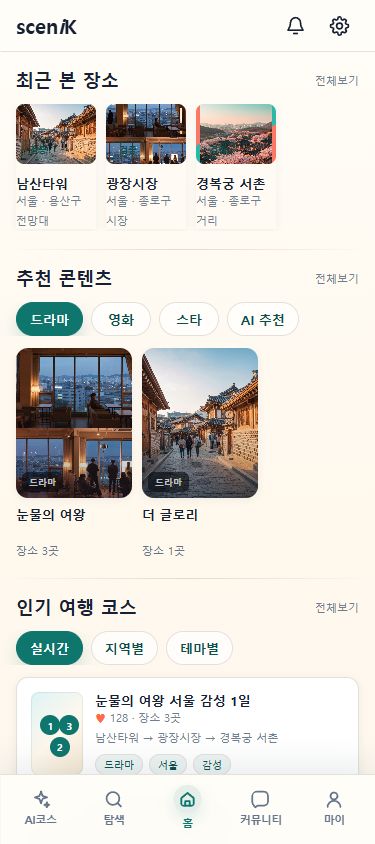 sceniK
최근 본 장소
전체보기
남산타워
서울 · 용산구
전망대
광장시장
서울 · 종로구
시장
경복궁 서촌
서울 · 종로구
거리
추천 콘텐츠
전체보기
드라마
영화
스타
AI 추천
드라마
눈물의 여왕
장소 3곳
드라마
더 글로리
장소 1곳
인기 여행 코스
전체보기
실시간
지역별
테마별
1 3
2
눈물의 여왕 서울 감성 1일
♥ 128 · 장소 3곳
남산타워 → 광장시장 → 경복궁 서촌
드라마
서울
감성
AI코스
탐색
홈
커뮤니티
마이